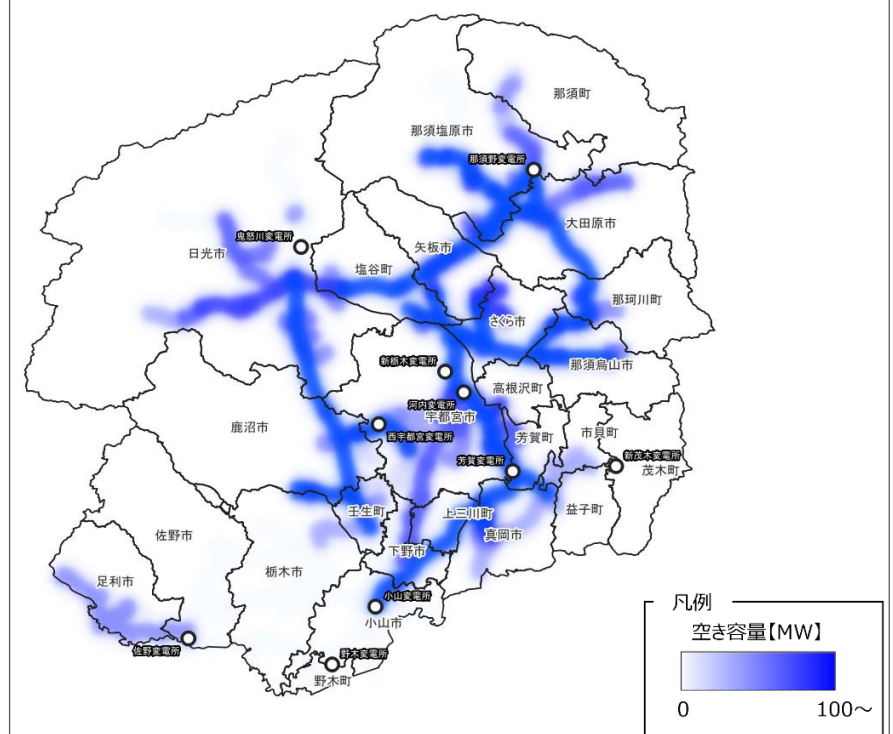 那須町
那須塩原市
那須野変電所
大田原市
鬼怒川変電所
日光市
矢板市
塩谷町
那珂川町
さくら市
新栃木変電所
那須烏山市
高根沢町
河内変電所
宇都宮市
鹿沼市
西宇都宮変電所
芳賀町
市貝町
新茂木変電所
芳賀変電所
茂木町
壬生町
上三川町
益子町
佐野市
真岡市
下野市
栃木市
足利市
小山変電所
小山市
佐野変電所
野木変電所
野木町
凡例
空き容量【MW】
0
100～